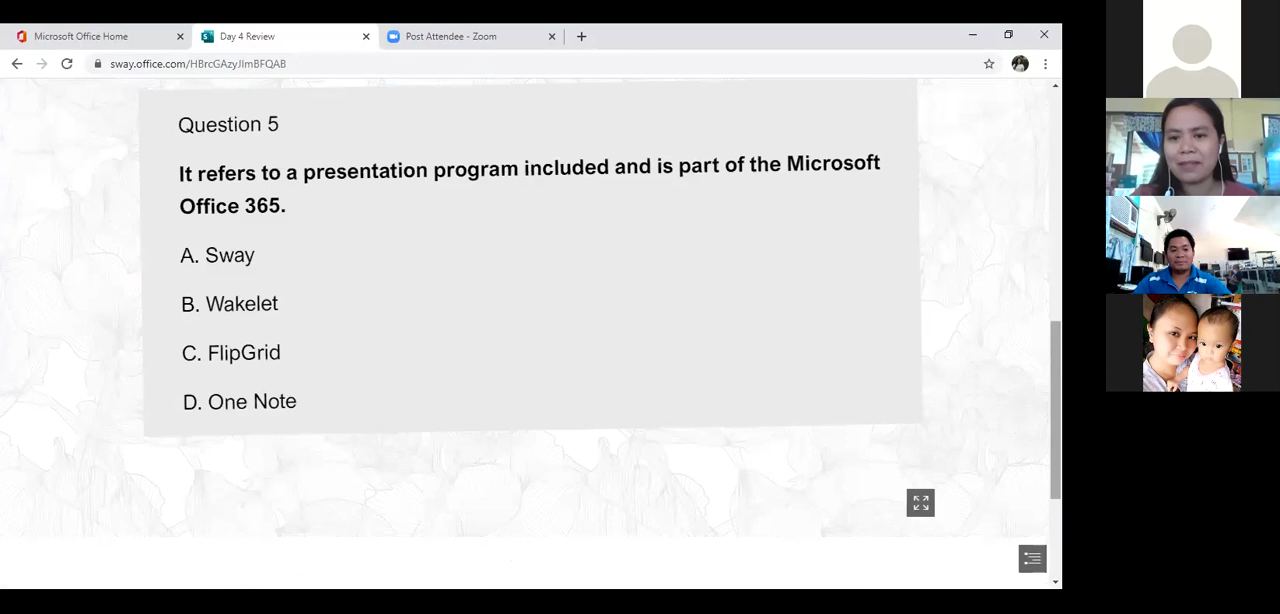 Microsoft Office Home
Day 4 Review
Post Attendee - Zoom
sway.office.com/HBrcGAzyJImBFQAB
Question 5
It refers to a presentation program included and is part of the Microsoft
Office 365.
A. Sway
B. Wakelet
C. FlipGrid
D. One Note